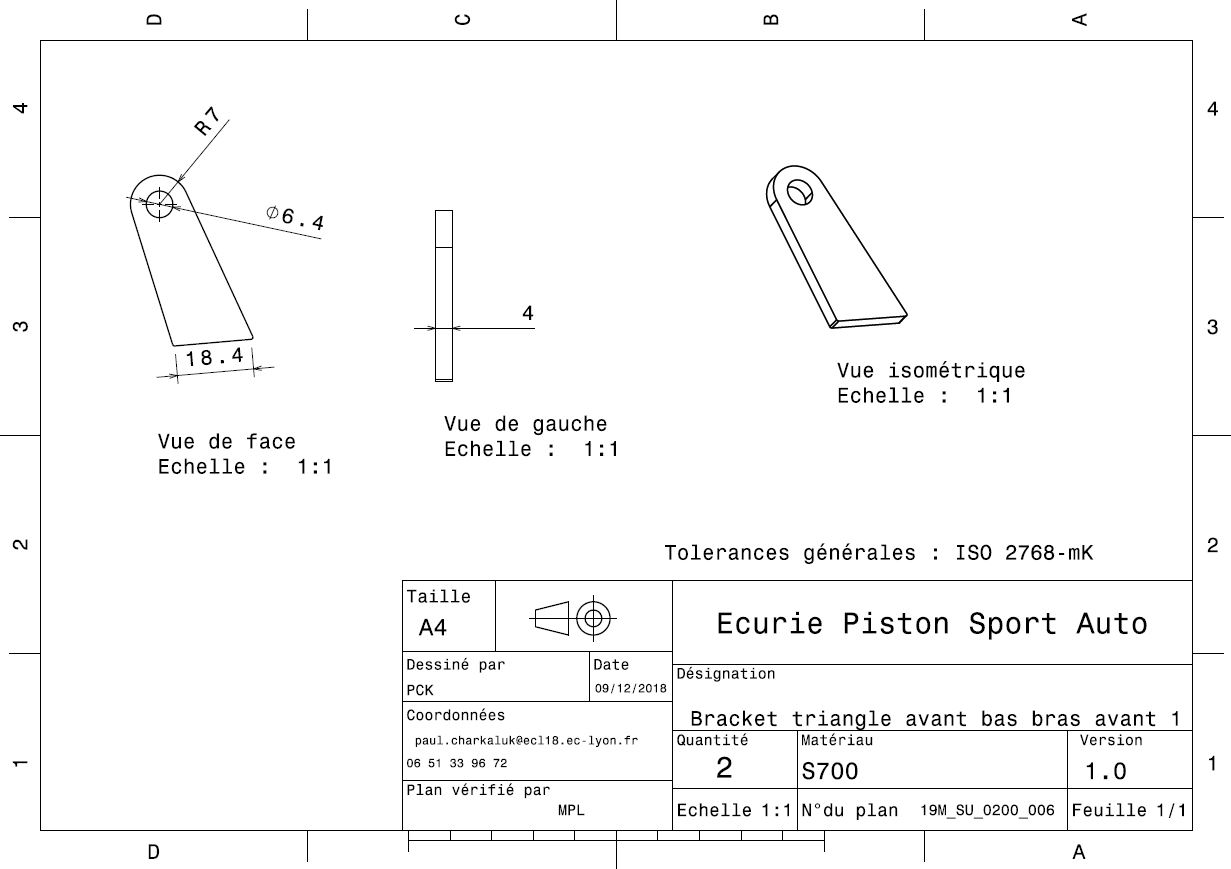 D C B A
4
4
R7
⌀6.4
3
4
3
18.4
Vue isométrique
Echelle : 1:1
Vue de gauche
Echelle : 1:1
Vue de face
Echelle : 1:1
2
2
Tolerances générales : ISO 2768-mK
Taille
A4
Ecurie Piston Sport Auto
Dessiné par
PCK
Date
09/12/2018
Désignation
Bracket triangle avant bas bras avant 1
Coordonnées
paul.charkaluk@ecl18.ec-lyon.fr
06 51 33 96 72
Quantité
2
Matériau
S700
Version
1.0
1
1
Plan vérifié par
MPL
Echelle 1:1
N°du plan 19M_SU_0200_006
Feuille 1/1
D A